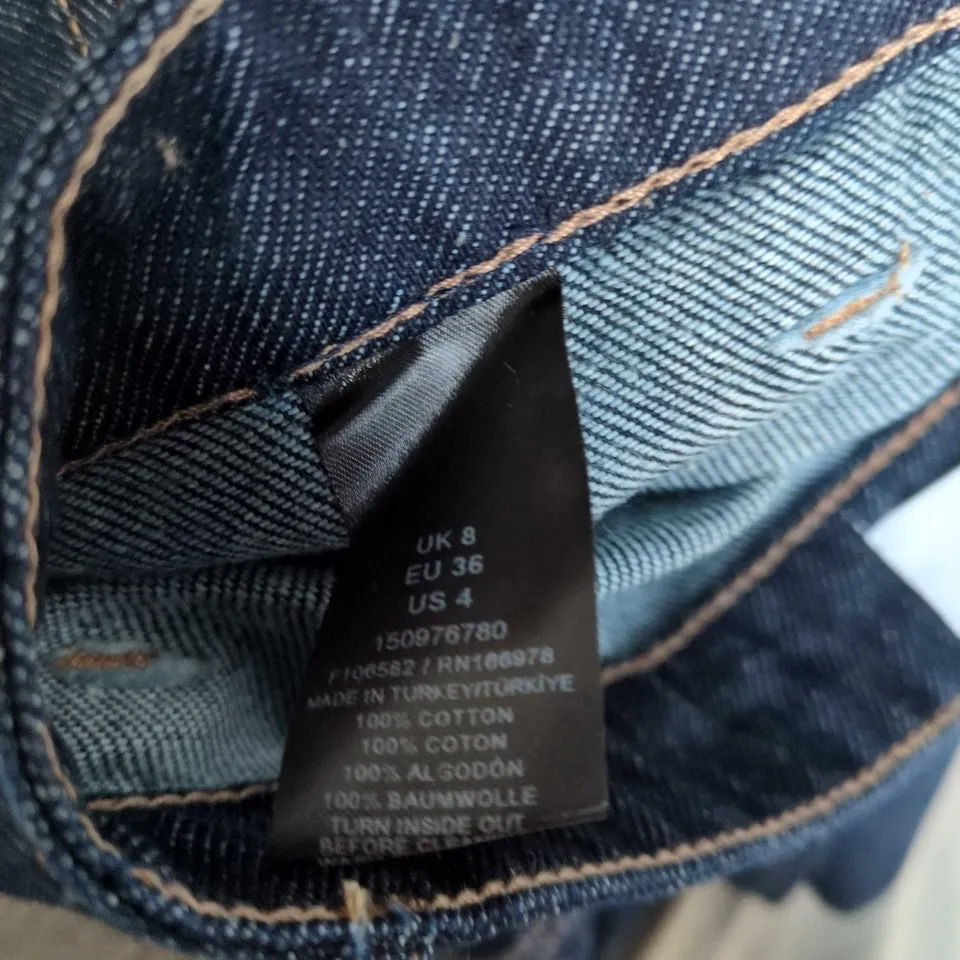 UK 8
EU 36
US 4
150976780
F106582 / RN166978
MADE IN TURKEY/TÜRKIYE
100% COTTON
100% COTON
100% ALGODÓN
100% BAUMWOLLE
TURN INSIDE OUT
BEFORE